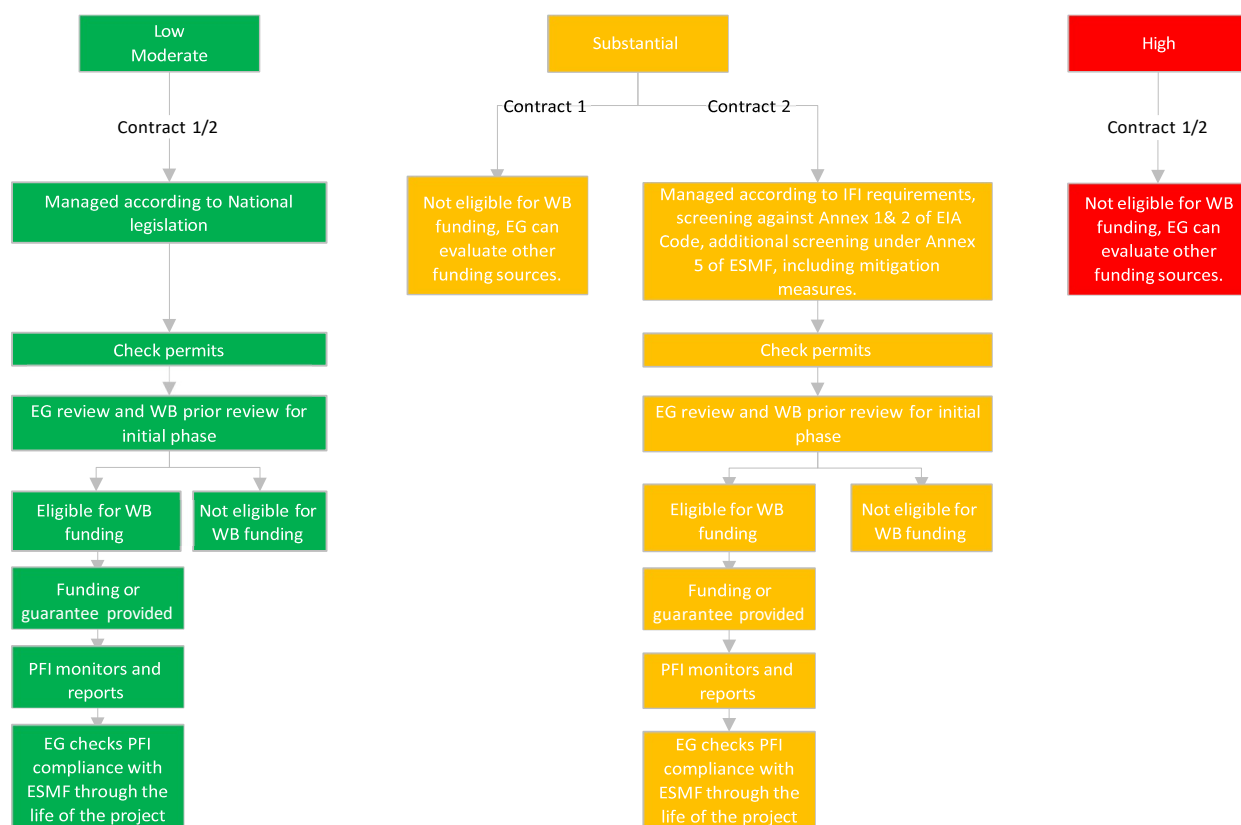 Low
Moderate
Contract 1/2
Managed according to National
legislation
Check permits
EG review and WB prior review for
initial phase
Eligible for WB
funding
Not eligible for
WB funding
Funding or
guarantee provided
PFI monitors and
reports
EG checks PFI
compliance with
ESMF through the
life of the project
Substantial
Contract 1
Contract 2
Not eligible for WB
funding, EG can
evaluate other
funding sources.
Managed according to IFI requirements,
screening against Annex 1& 2 of EIA
Code, additional screening under Annex
5 of ESMF, including mitigation
measures.
Check permits
EG review and WB prior review for initial
phase
Eligible for WB
funding
Not eligible for
WB funding
Funding or
guarantee provided
PFI monitors and
reports
EG checks PFI
compliance with
ESMF through the
life of the project
High
Contract 1/2
Not eligible for WB
funding, EG can
evaluate other
funding sources.